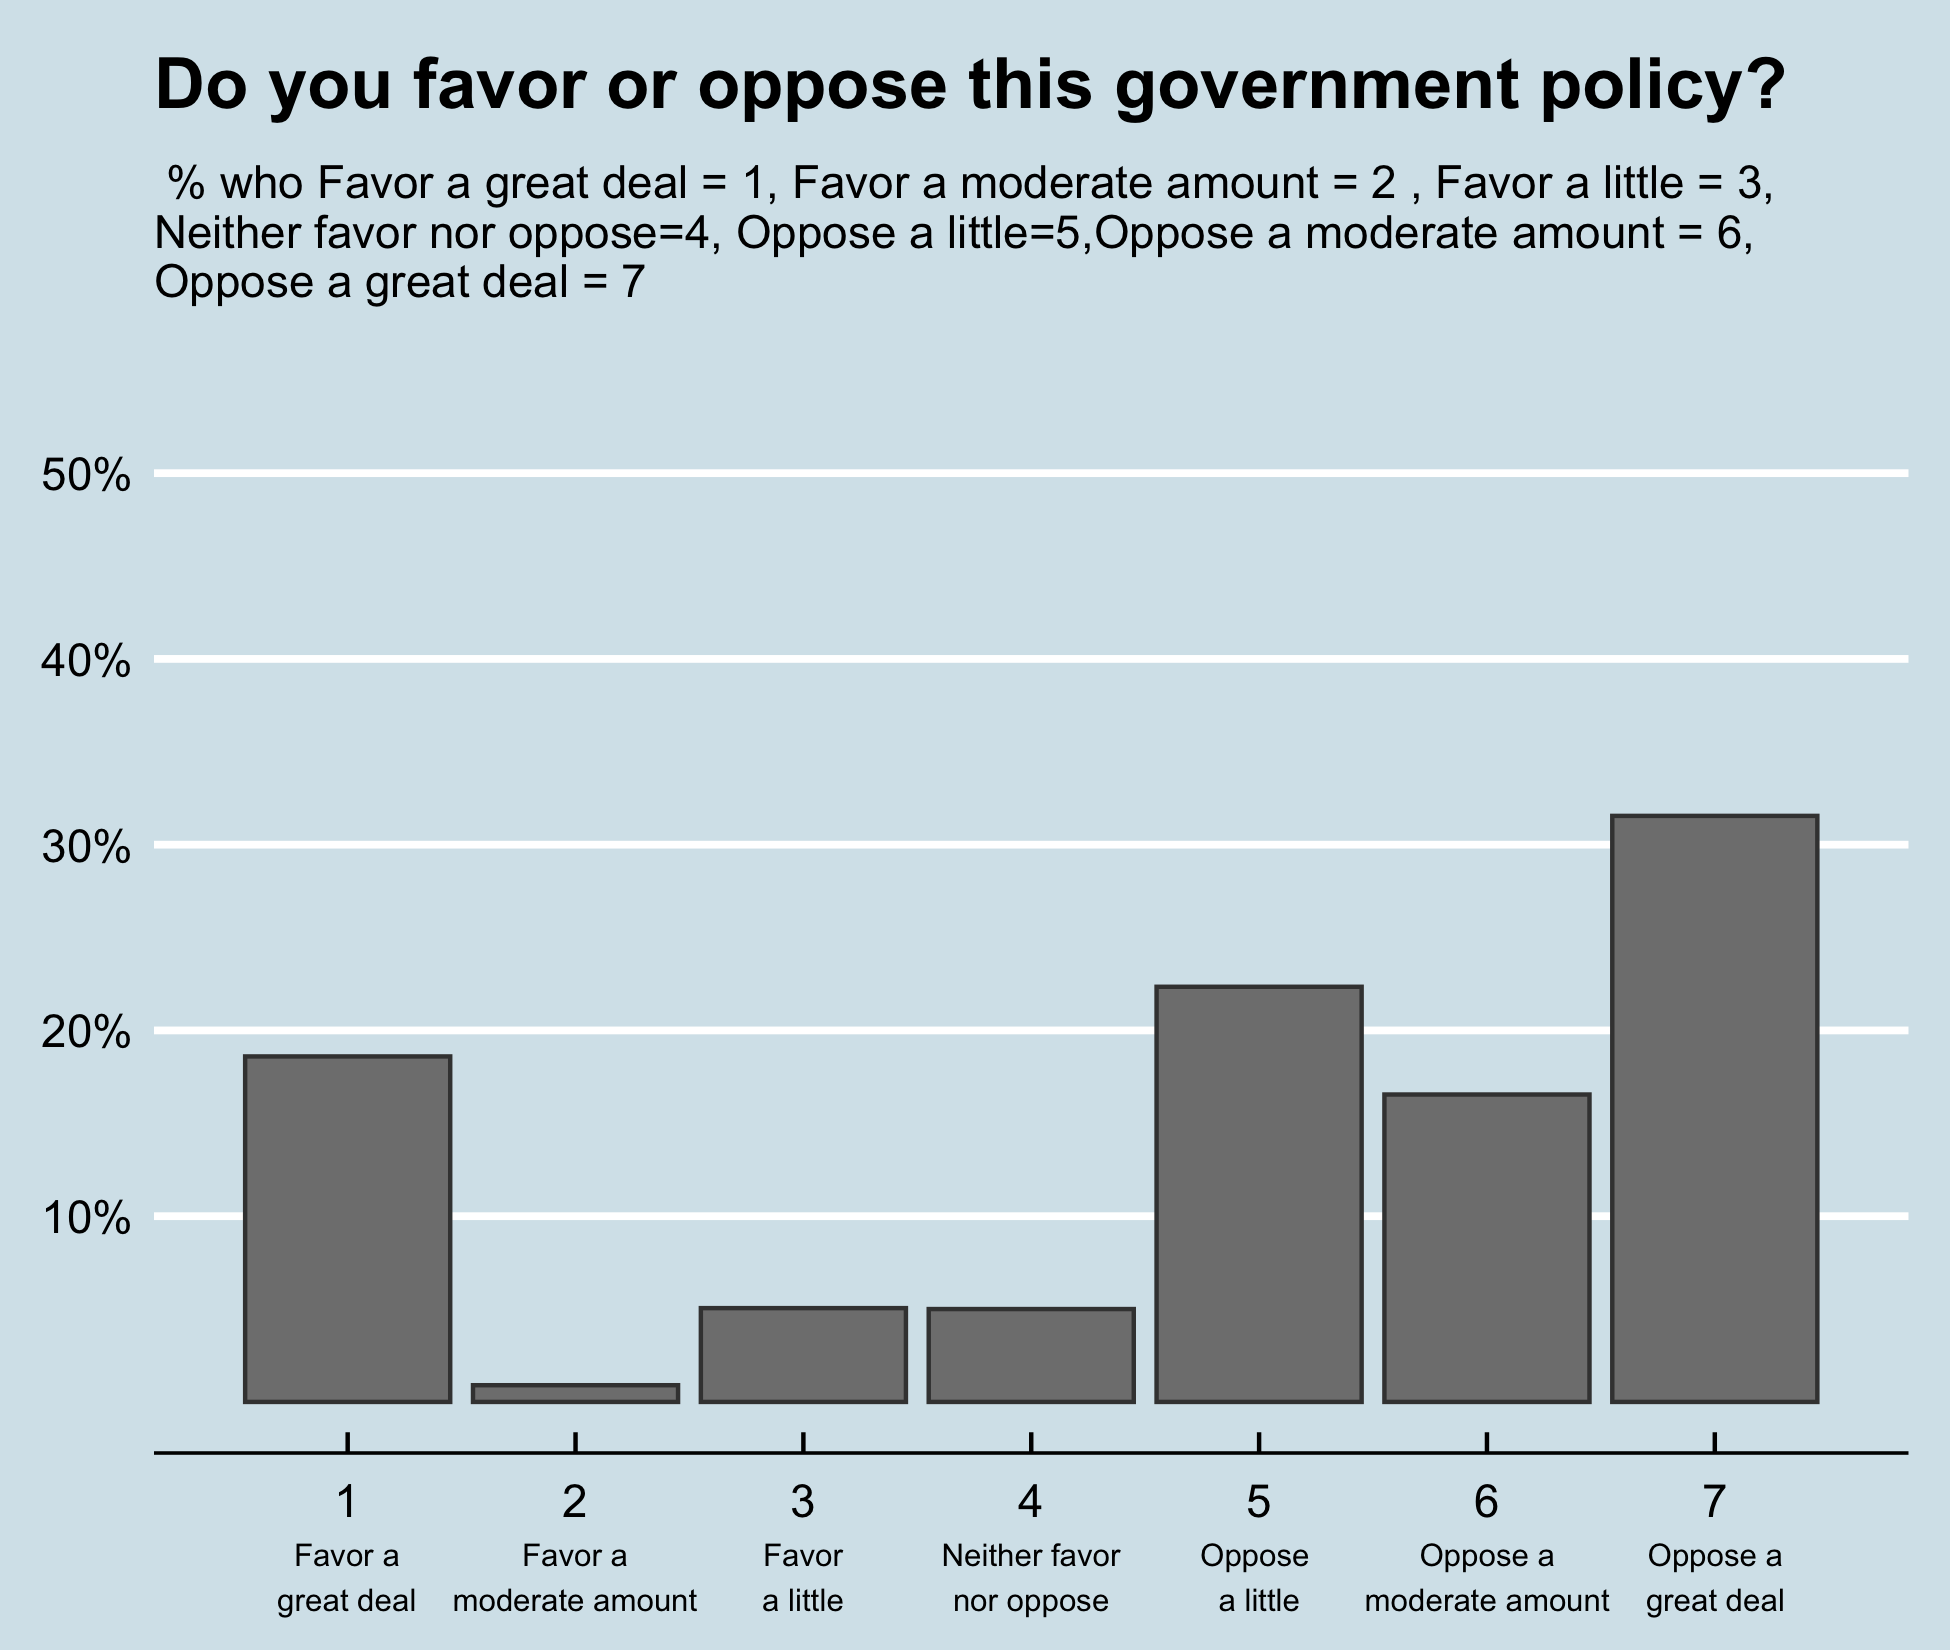 Do you favor or oppose this government policy?
% who Favor a great deal = 1, Favor a moderate amount = 2 , Favor a little = 3,
Neither favor nor oppose=4, Oppose a little=5,Oppose a moderate amount = 6,
Oppose a great deal = 7
50%
40%
30%
20%
10%
1 2 3 4 5 6 7
Favor a Favor a Favor Neither favor Oppose Oppose a Oppose a
great deal moderate amount a little nor oppose a little moderate amount great deal